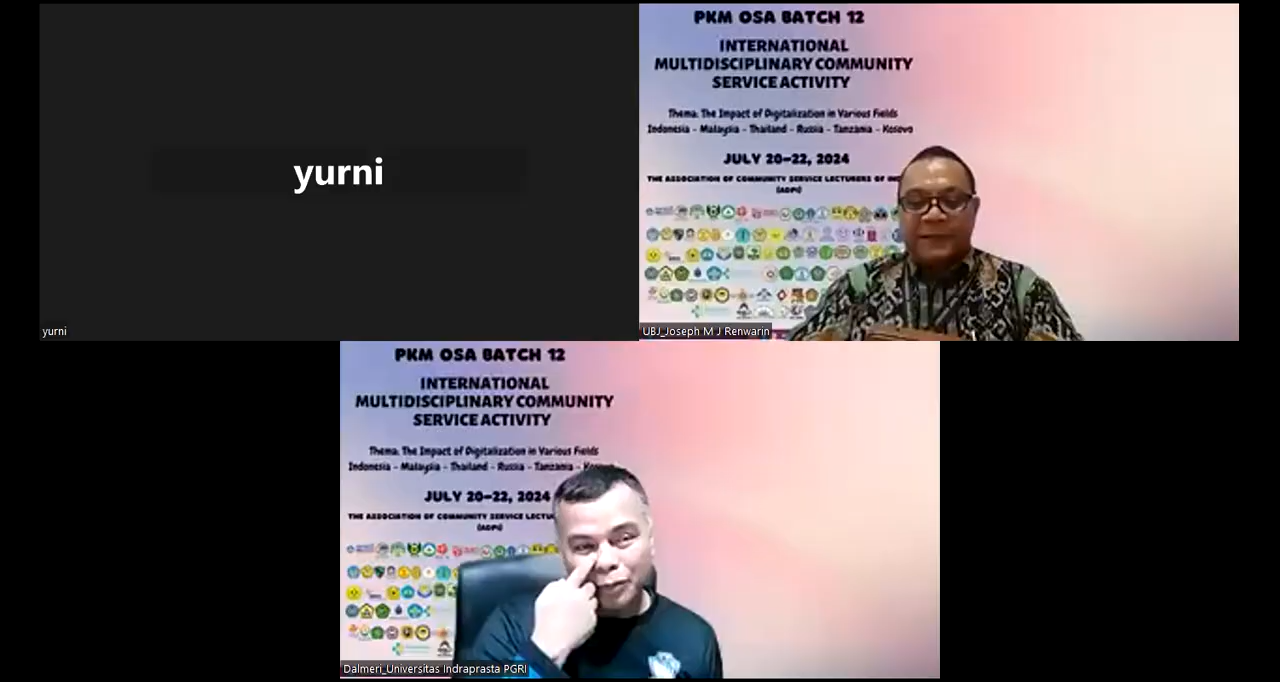 yurni
yurni
PKM OSA BATCH 12
INTERNATIONAL
MULTIDISCIPLINARY COMMUNITY
SERVICE ACTIVITY
Thema: The Impact of Digitalization in Various Fields
Indonesia - Malaysia - Thailand - Russia - Tanzania - Kosovo
JULY 20-22, 2024
THE ASSOCIATION OF COMMUNITY SERVICE LECTURERS OF IND
(ADPI)
UBJ_Joseph M J Renwarin
PKM OSA BATCH 12
INTERNATIONAL
MULTIDISCIPLINARY COMMUNITY
SERVICE ACTIVITY
Thema: The Impact of Digitalization in Various Fields
Indonesia - Malaysia - Thailand - Russia - Tanzania -
JULY 20-22, 2024
THE ASSOCIATION OF COMMUNITY SERVICE LECTU
(ADPI)
Dalmeri_Universitas Indraprasta PGRI